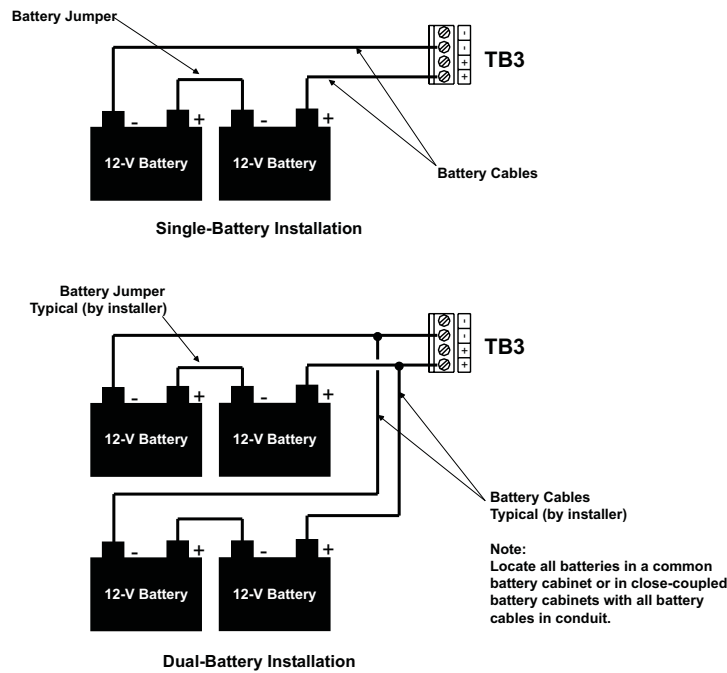 Battery Jumper
-
-
+
+
TB3
- + - +
12-V Battery 12-V Battery
Battery Cables
Single-Battery Installation
Battery Jumper
Typical (by installer)
-
-
+
+
TB3
- + - +
12-V Battery 12-V Battery
Battery Cables
Typical (by installer)
- + - +
12-V Battery 12-V Battery
Note:
Locate all batteries in a common
battery cabinet or in close-coupled
battery cabinets with all battery
cables in conduit.
Dual-Battery Installation